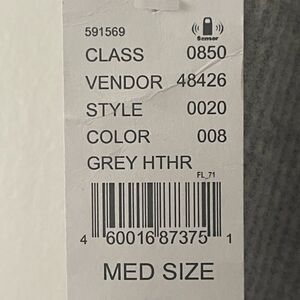 591569
Sensor
CLASS 0850
VENDOR 48426
STYLE 0020
COLOR 008
GREY HTHR
FL_71
4 60016 87375 1
MED SIZE